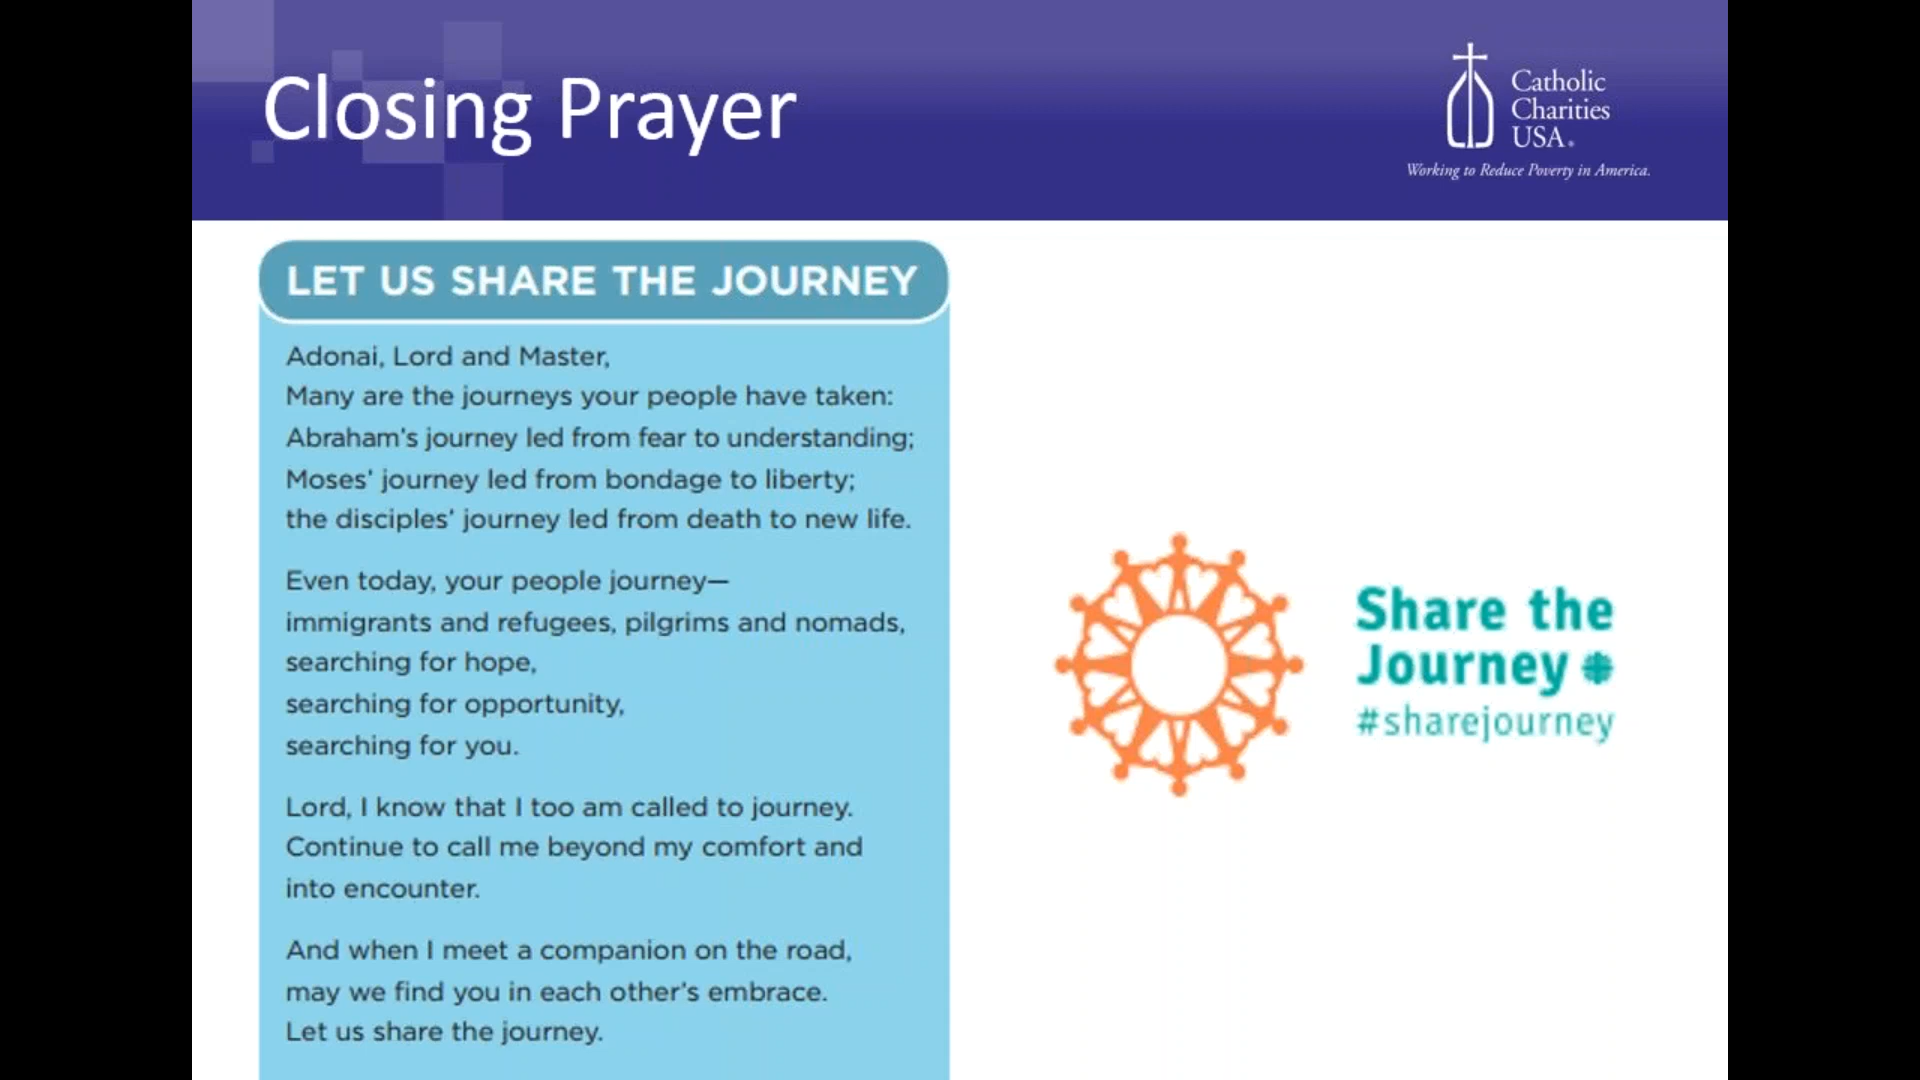 Closing Prayer
Catholic
Charities
USA®
Working to Reduce Poverty in America.
LET US SHARE THE JOURNEY
Adonai, Lord and Master,
Many are the journeys your people have taken:
Abraham's journey led from fear to understanding;
Moses' journey led from bondage to liberty;
the disciples' journey led from death to new life.
Even today, your people journey—
immigrants and refugees, pilgrims and nomads,
searching for hope,
searching for opportunity,
searching for you.
Lord, I know that I too am called to journey.
Continue to call me beyond my comfort and
into encounter.
And when I meet a companion on the road,
may we find you in each other's embrace.
Let us share the journey.
Share the
Journey
#sharejourney